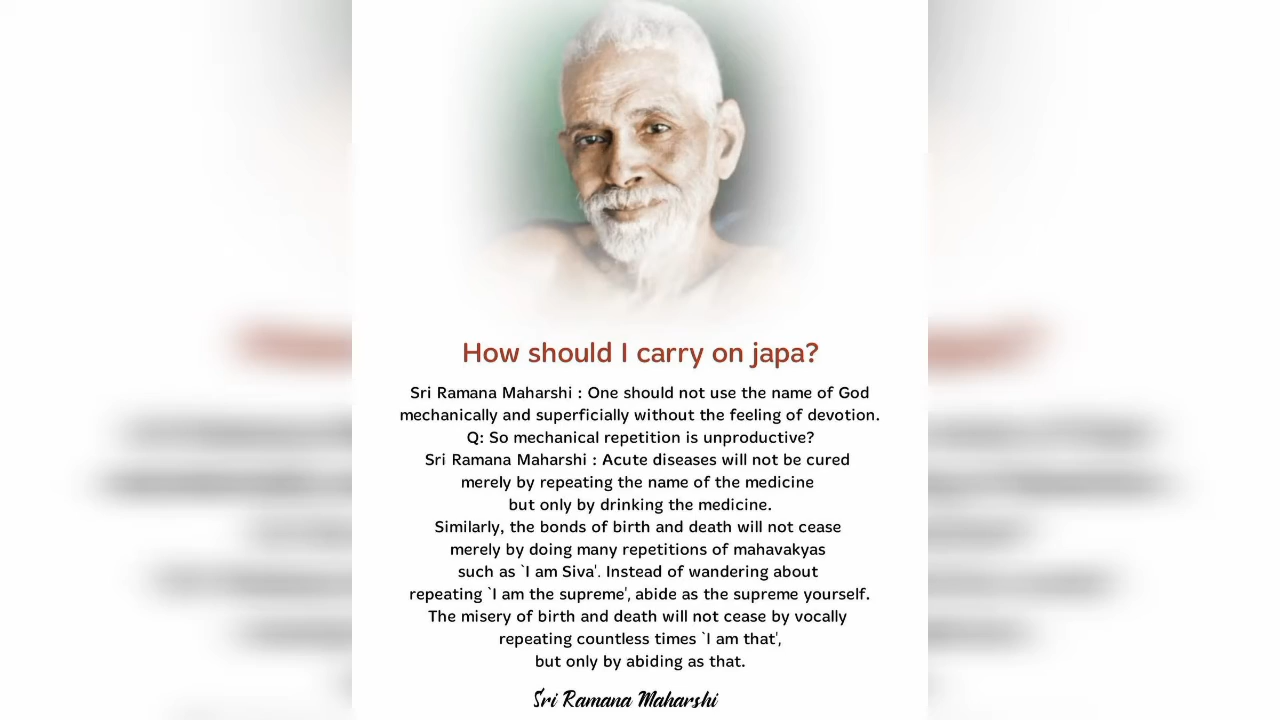 How should I carry on japa?
Sri Ramana Maharshi : One should not use the name of God
mechanically and superficially without the feeling of devotion.
Q: So mechanical repetition is unproductive?
Sri Ramana Maharshi : Acute diseases will not be cured
merely by repeating the name of the medicine
but only by drinking the medicine.
Similarly, the bonds of birth and death will not cease
merely by doing many repetitions of mahavakyas
such as `I am Siva'. Instead of wandering about
repeating `I am the supreme', abide as the supreme yourself.
The misery of birth and death will not cease by vocally
repeating countless times `I am that',
but only by abiding as that.
Sri Ramana Maharshi